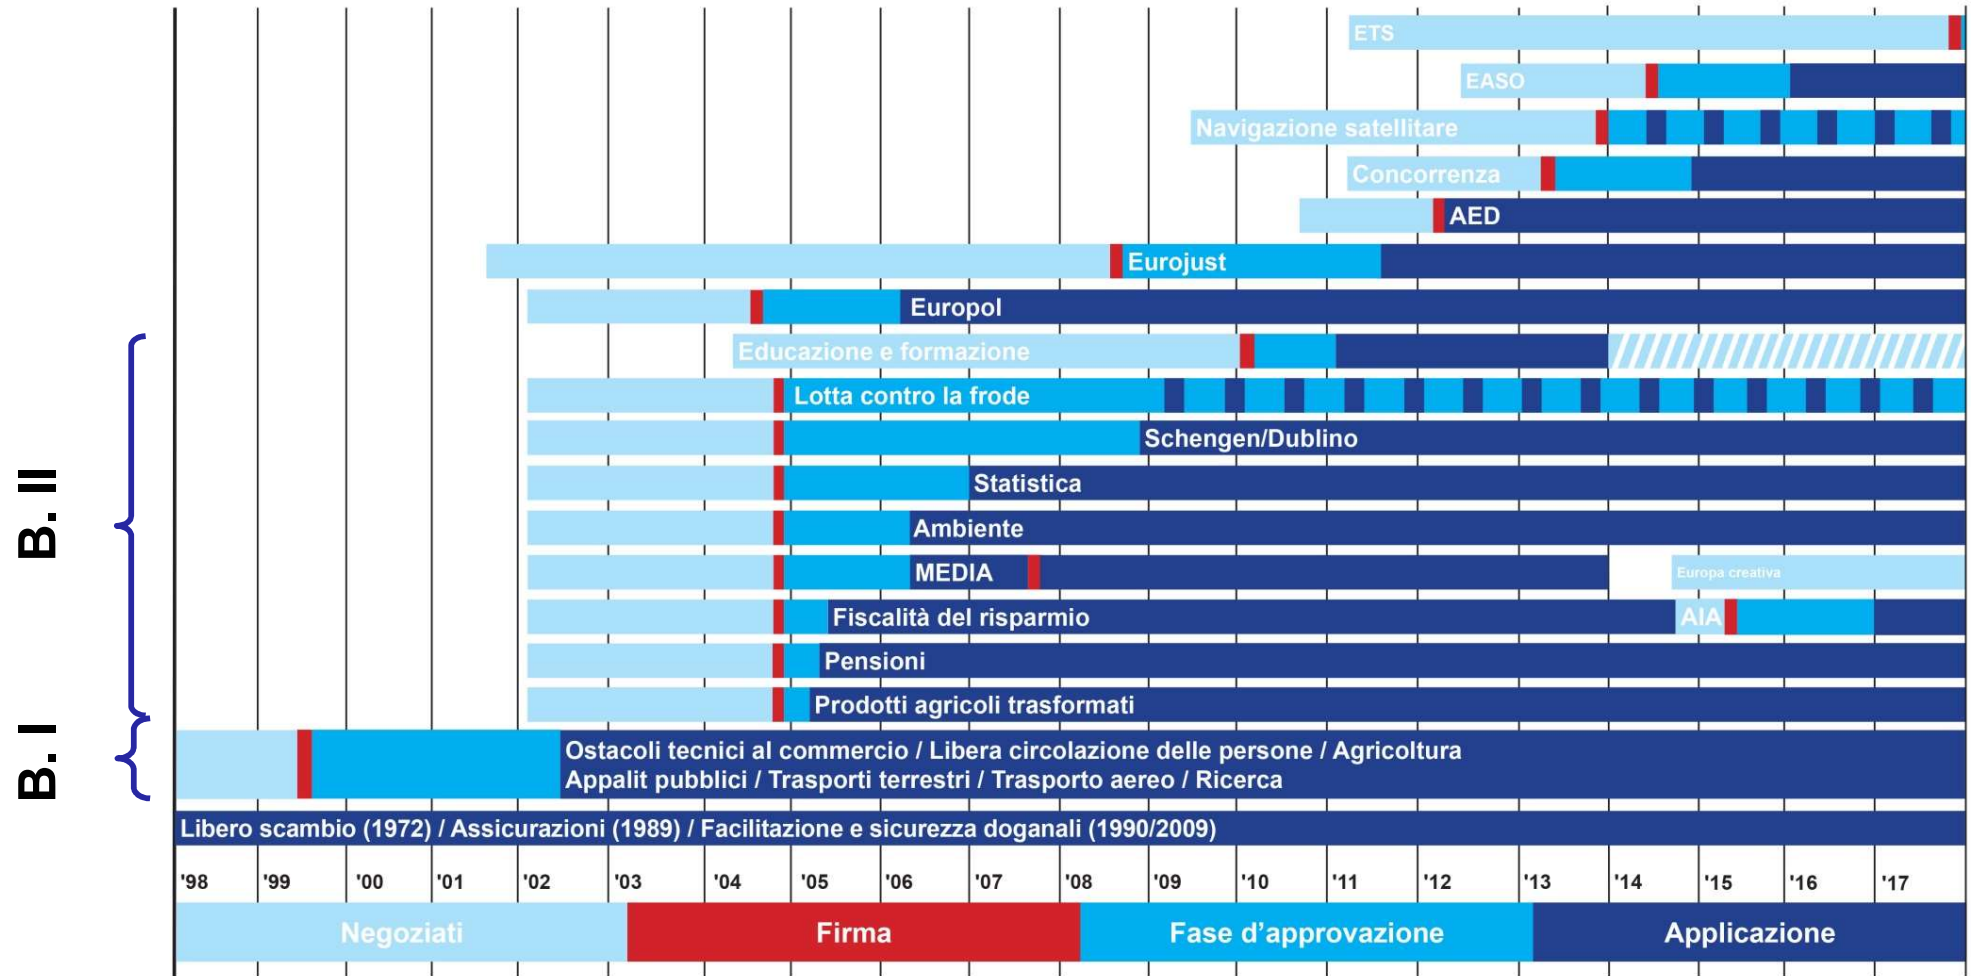 ETS
EASO
Navigazione satellitare
Concorrenza
AED
Eurojust
Europol
Educazione e formazione
Lotta contro la frode
Schengen/Dublino
Statistica
Ambiente
MEDIA
Europa creativa
Fiscalità del risparmio
AIA
Pensioni
Prodotti agricoli trasformati
Ostacoli tecnici al commercio / Libera circolazione delle persone / Agricoltura
Appalit pubblici / Trasporti terrestri / Trasporto aereo / Ricerca
Libero scambio (1972) / Assicurazioni (1989) / Facilitazione e sicurezza doganali (1990/2009)
B. II
B. I
'98 '99 '00 '01 '02 '03 '04 '05 '06 '07 '08 '09 '10 '11 '12 '13 '14 '15 '16 '17
Negoziati Firma Fase d’approvazione Applicazione